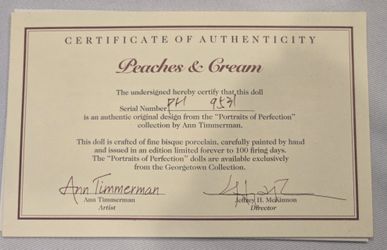 CERTIFICATE OF AUTHENTICITY
Peaches & Cream
The undersigned hereby certify that this doll
Serial Number PH 9531
is an authentic original design from the "Portraits of Perfection"
collection by Ann Timmerman.
This doll is crafted of fine bisque porcelain, carefully painted by hand
and issued in an edition limited forever to 100 firing days.
The "Portraits of Perfection" dolls are available exclusively
from the Georgetown Collection.
Ann Timmerman
Ann Timmerman
Artist
Jeffrey H. McKinnon
Director